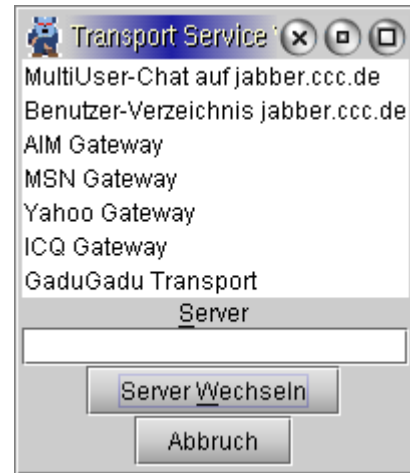 Transport Service
MultiUser-Chat auf jabber.ccc.de
Benutzer-Verzeichnis jabber.ccc.de
AIM Gateway
MSN Gateway
Yahoo Gateway
ICQ Gateway
GaduGadu Transport
Server
Server Wechseln
Abbruch